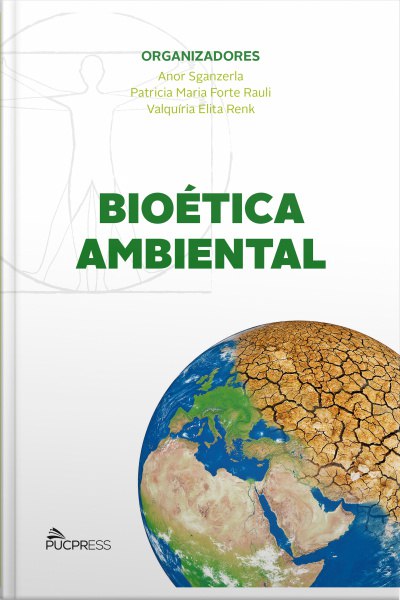 ORGANIZADORES
Anor Sganzerla
Patricia Maria Forte Rauli
Valquíria Elita Renk
BIOÉTICA
AMBIENTAL
PUCPRESS